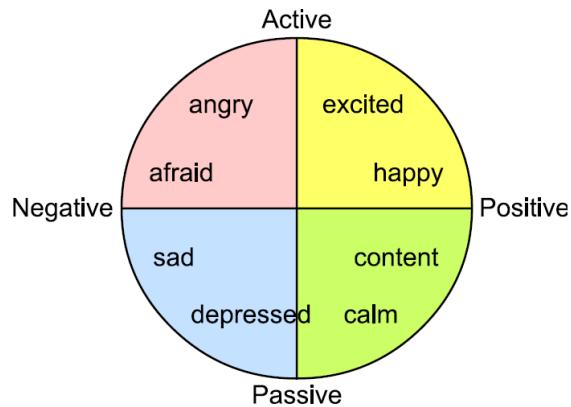 Active
angry
excited
afraid
happy
Negative
Positive
sad
content
depressed
calm
Passive